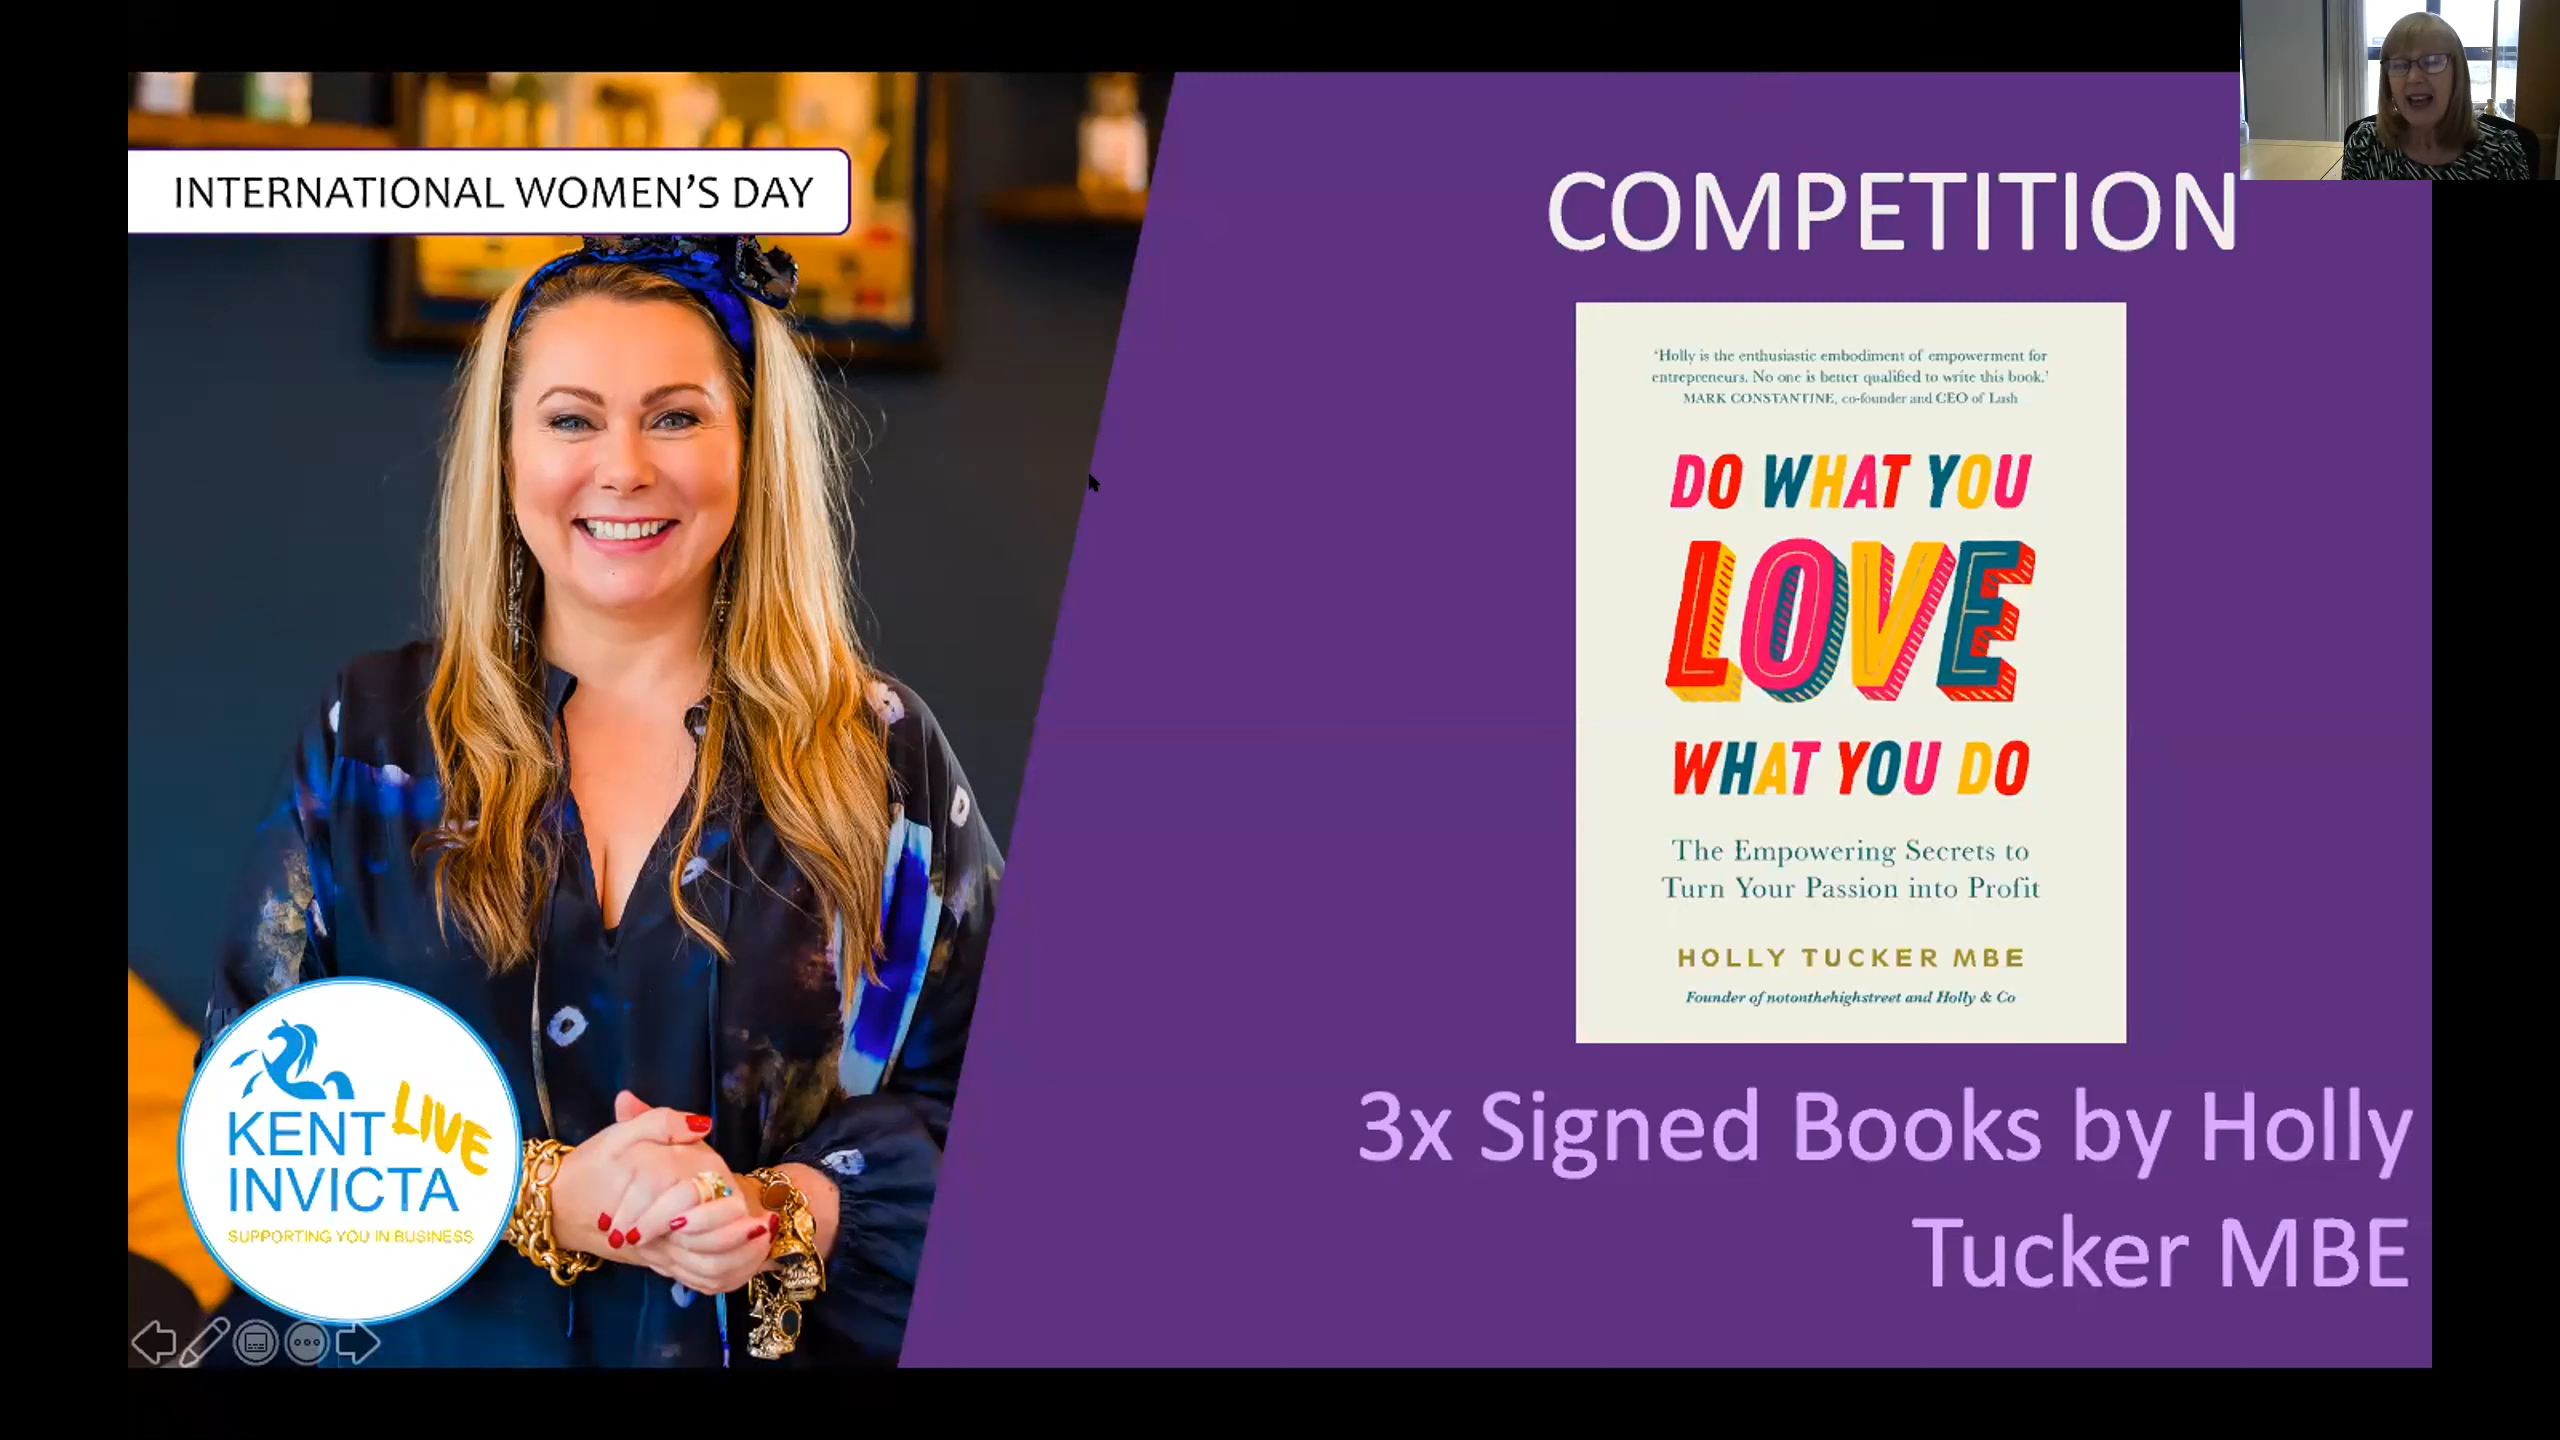 INTERNATIONAL WOMEN'S DAY
COMPETITION
‘Holly is the enthusiastic embodiment of empowerment for
entrepreneurs. No one is better qualified to write this book.’
MARK CONSTANTINE, co-founder and CEO of Lush
DO WHAT YOU
LOVE
WHAT YOU DO
The Empowering Secrets to
Turn Your Passion into Profit
HOLLY TUCKER MBE
Founder of notonthehighstreet and Holly & Co
3x Signed Books by Holly
Tucker MBE
KENT LIVE
INVICTA
SUPPORTING YOU IN BUSINESS